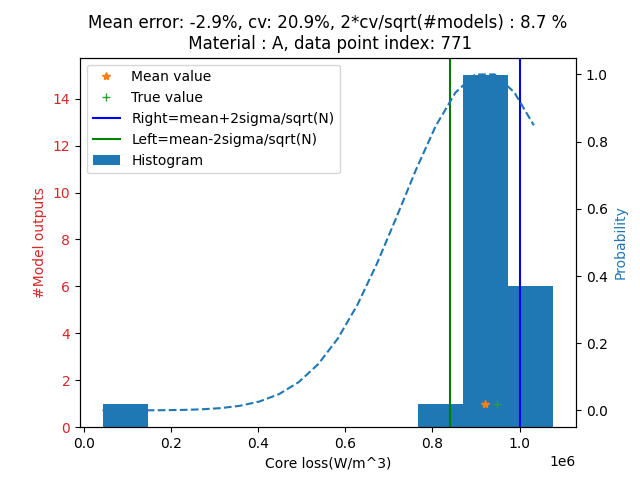 Mean error: -2.9%, cv: 20.9%, 2*cv/sqrt(#models) : 8.7 %
Material : A, data point index: 771
Mean value
True value
Right=mean+2sigma/sqrt(N)
Left=mean-2sigma/sqrt(N)
Histogram
#Model outputs
0
2
4
6
8
10
12
14
Probability
0.0
0.2
0.4
0.6
0.8
1.0
0.0 0.2 0.4 0.6 0.8 1.0
1e6
Core loss(W/m^3)